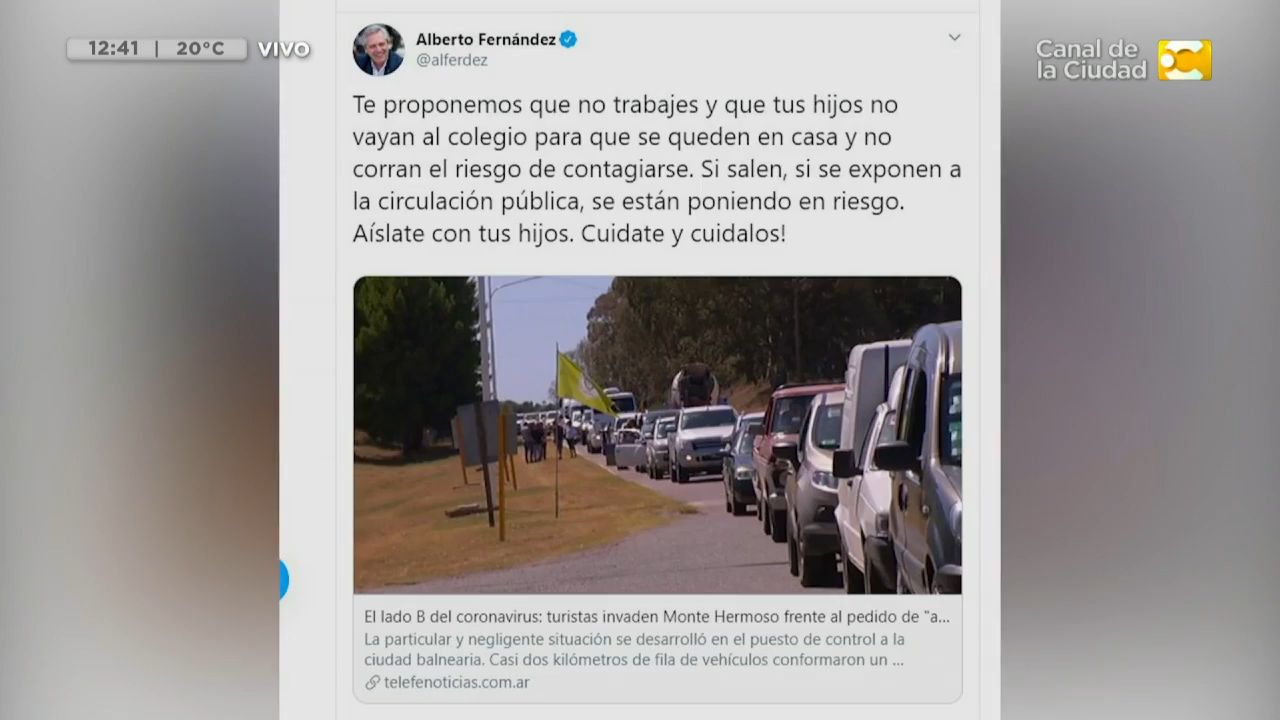 12:41 | 20°C VIVO
Canal de
la Ciudad
Alberto Fernández
@alferdez
Te proponemos que no trabajes y que tus hijos no
vayan al colegio para que se queden en casa y no
corran el riesgo de contagiarse. Si salen, si se exponen a
la circulación pública, se están poniendo en riesgo.
Aíslate con tus hijos. Cuidate y cuidalos!
El lado B del coronavirus: turistas invaden Monte Hermoso frente al pedido de "a...
La particular y negligente situación se desarrolló en el puesto de control a la
ciudad balnearia. Casi dos kilómetros de fila de vehículos conformaron un ...
telefenoticias.com.ar